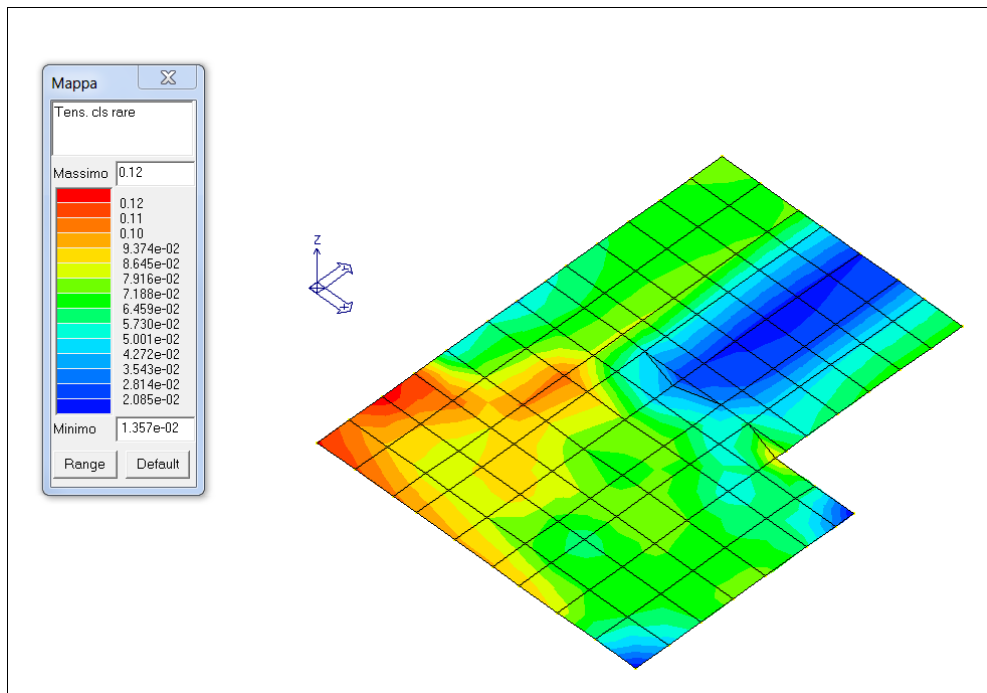 Mappa
Tens. cls rare
Massimo 0.12
0.12
0.11
0.10
9.374e-02
8.645e-02
7.916e-02
7.188e-02
6.459e-02
5.730e-02
5.001e-02
4.272e-02
3.543e-02
2.814e-02
2.085e-02
Minimo 1.357e-02
Range Default
Z